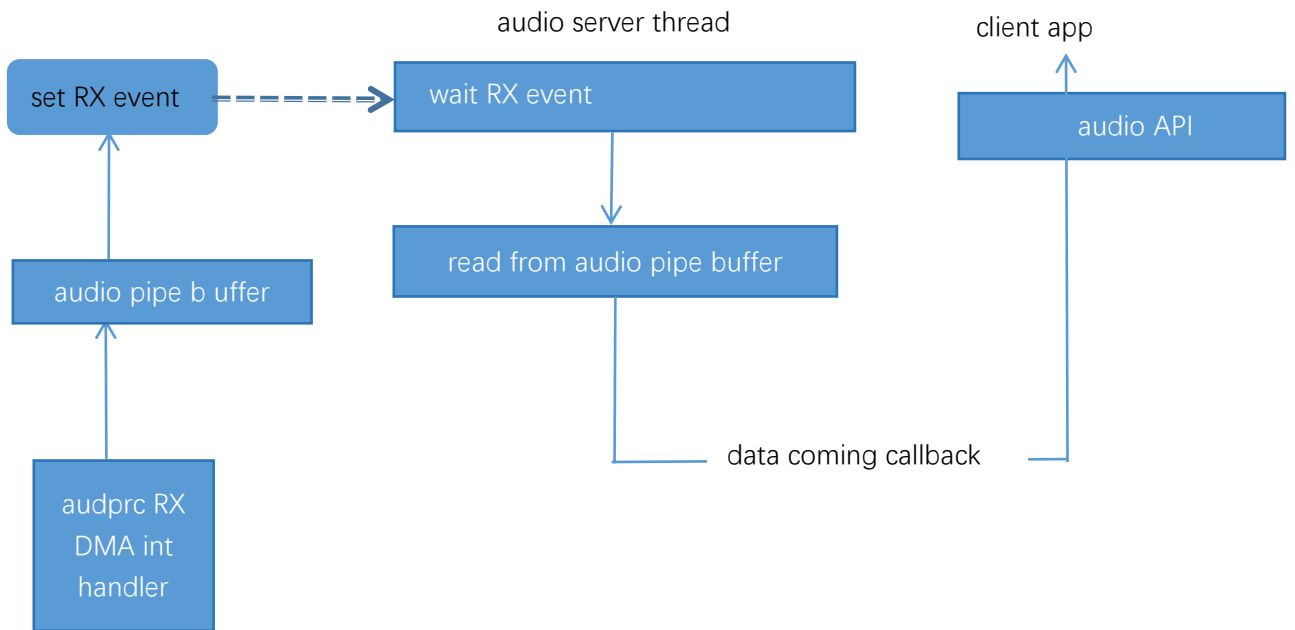 audio server thread
client app
set RX event
wait RX event
audio API
read from audio pipe buffer
audio pipe b uffer
data coming callback
audprc RX
DMA int
handler